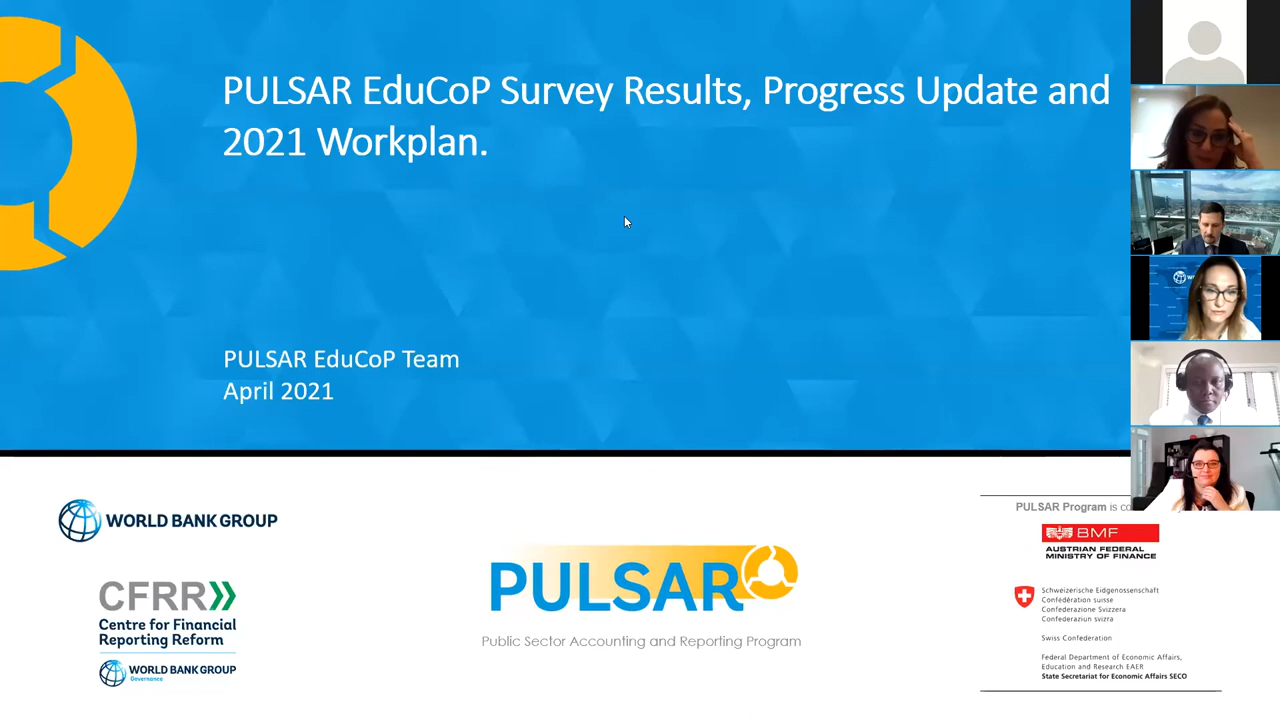 PULSAR EduCoP Survey Results, Progress Update and
2021 Workplan.
PULSAR EduCoP Team
April 2021
WORLD BANK GROUP
CFRR
Centre for Financial
Reporting Reform
WORLD BANK GROUP
Governance
PULSAR
Public Sector Accounting and Reporting Program
PULSAR Program is co
BMF
AUSTRIAN FEDERAL
MINISTRY OF FINANCE
Schweizerische Eidgenossenschaft
Confédération suisse
Confederazione Svizzera
Confederaziun svizra
Swiss Confederation
Federal Department of Economic Affairs,
Education and Research EAER
State Secretariat for Economic Affairs SECO